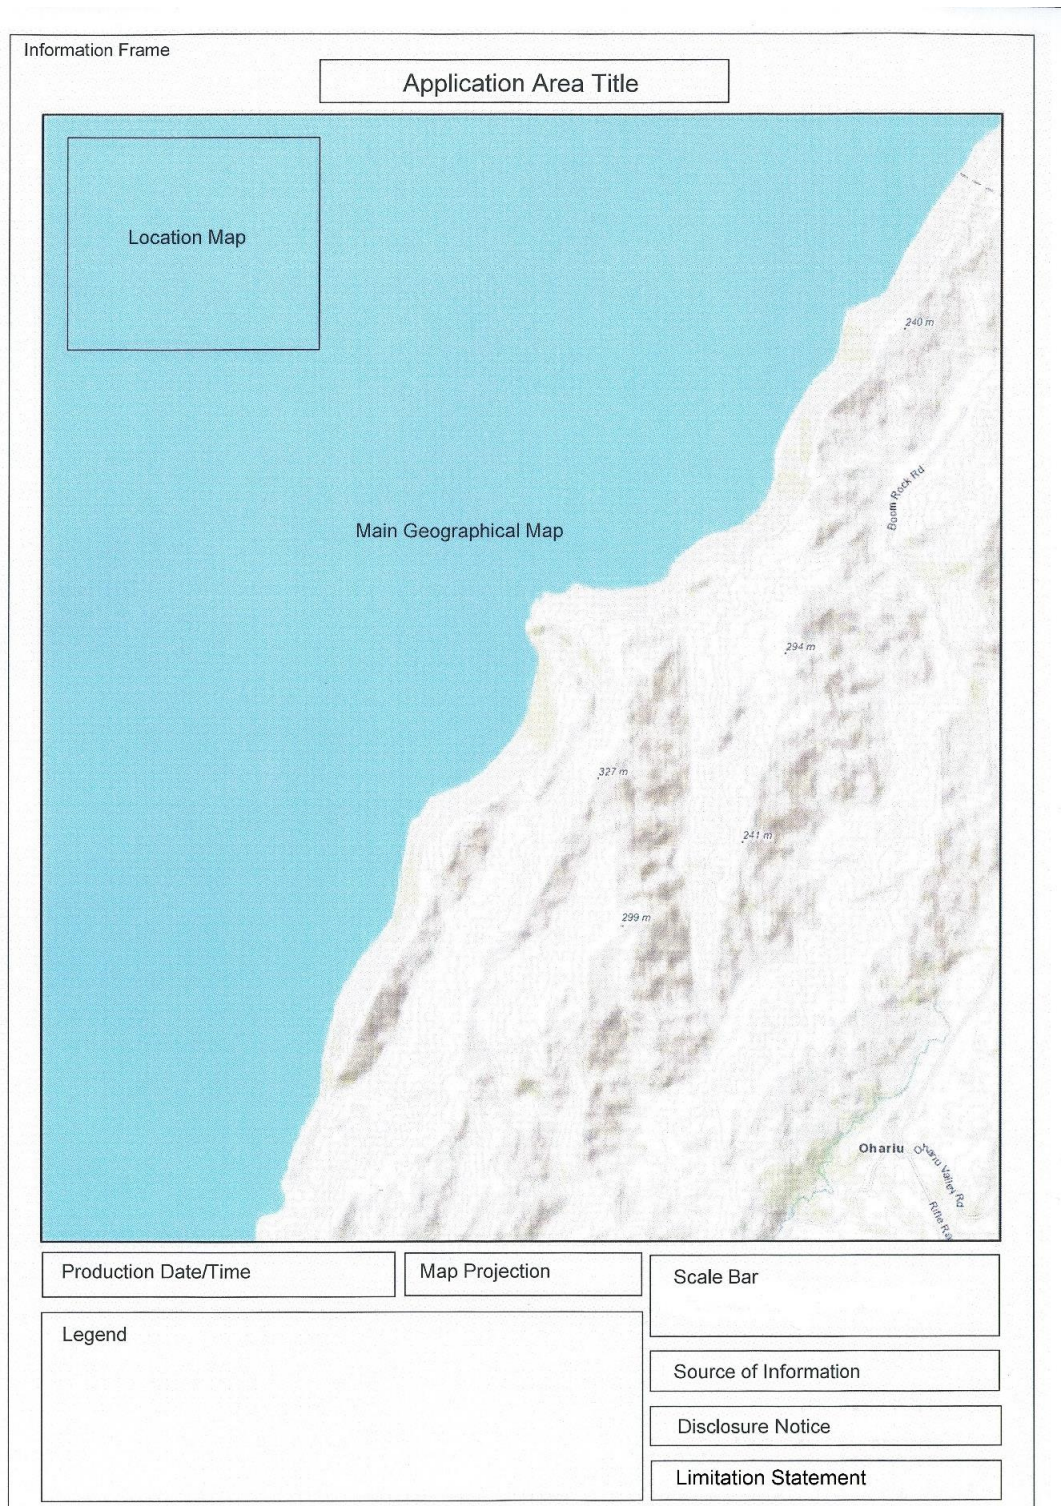 Information Frame
Application Area Title
Location Map
240 m
Boom Rock Rd
Main Geographical Map
294 m
327 m
241 m
299 m
Ohariu
Ohariu Valley Rd
Rifle Ra
Production Date/Time
Map Projection
Scale Bar
Legend
Source of Information
Disclosure Notice
Limitation Statement